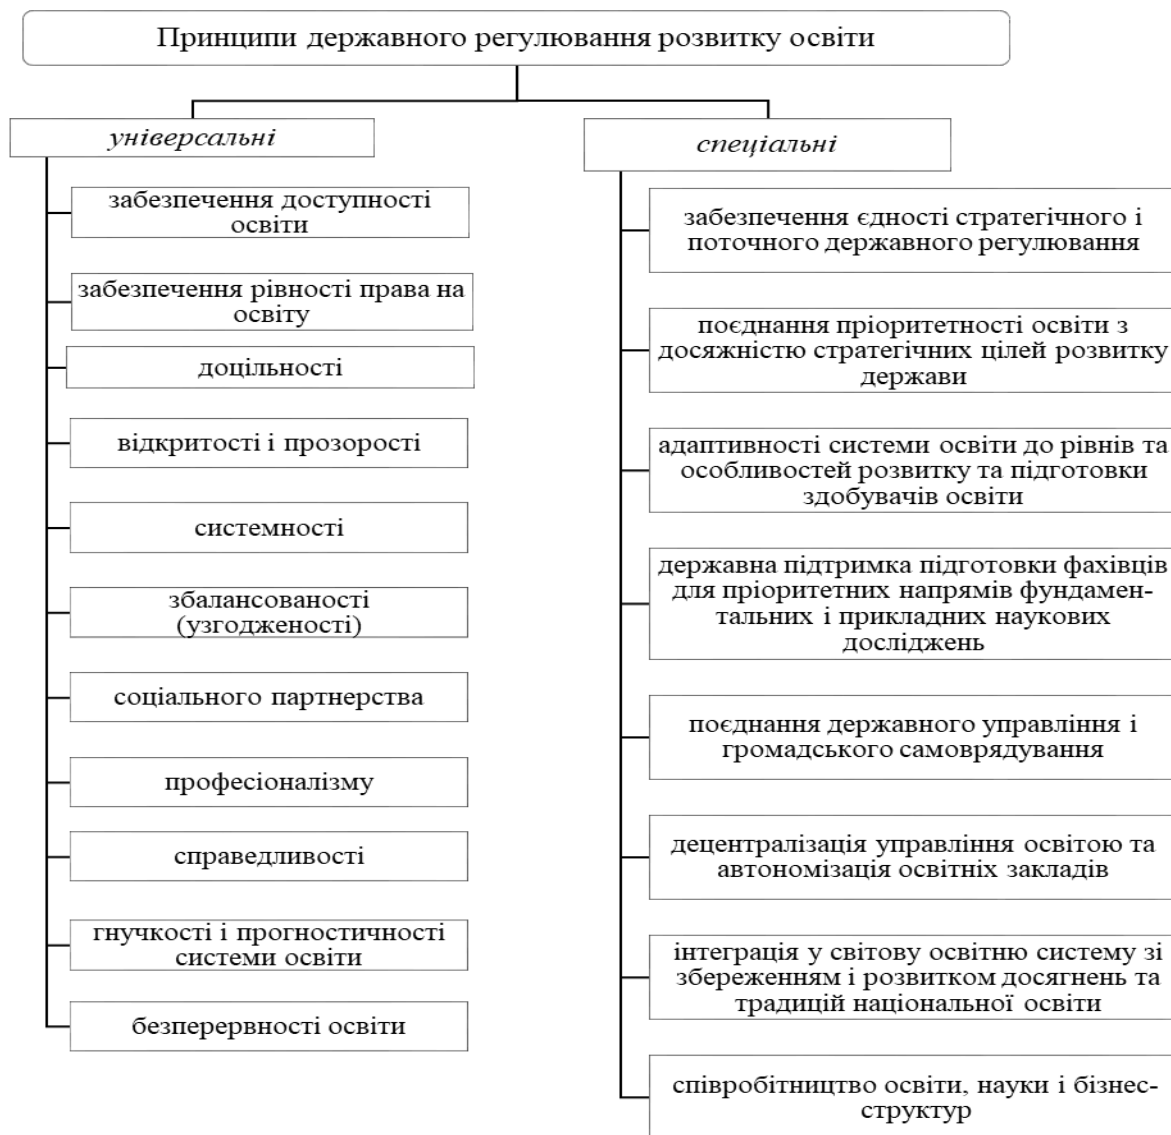 Принципи державного регулювання розвитку освіти
універсальні
забезпечення доступності
освіти
забезпечення рівності права на
освіту
доцільності
відкритості і прозорості
системності
збалансованості
(узгодженості)
соціального партнерства
професіоналізму
справедливості
гнучкості і прогностичності
системи освіти
безперервності освіти
спеціальні
забезпечення єдності стратегічного і
поточного державного регулювання
поєднання пріоритетності освіти з
досяжністю стратегічних цілей розвитку
держави
адаптивності системи освіти до рівнів та
особливостей розвитку та підготовки
здобувачів освіти
державна підтримка підготовки фахівців
для пріоритетних напрямів фундамен-
тальних і прикладних наукових
досліджень
поєднання державного управління і
громадського самоврядування
децентралізація управління освітою та
автономізація освітніх закладів
інтеграція у світову освітню систему зі
збереженням і розвитком досягнень та
традицій національної освіти
співробітництво освіти, науки і бізнес-
структур